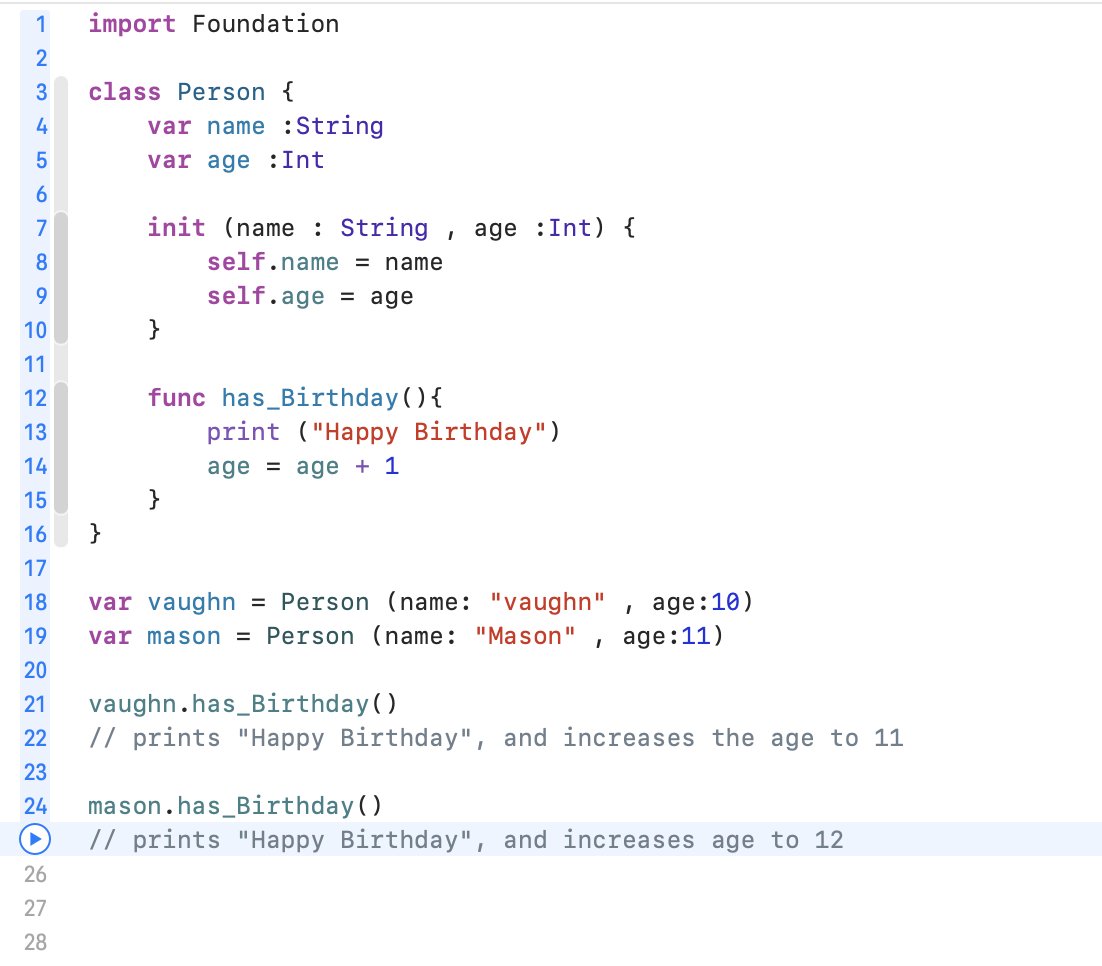 1 import Foundation
2
3 class Person {
4     var name :String
5     var age :Int
6
7     init (name : String , age :Int) {
8         self.name = name
9         self.age = age
10     }
11
12     func has_Birthday(){
13         print ("Happy Birthday")
14         age = age + 1
15     }
16 }
17
18 var vaughn = Person (name: "vaughn" , age:10)
19 var mason = Person (name: "Mason" , age:11)
20
21 vaughn.has_Birthday()
22 // prints "Happy Birthday", and increases the age to 11
23
24 mason.has_Birthday()
// prints "Happy Birthday", and increases age to 12
26
27
28